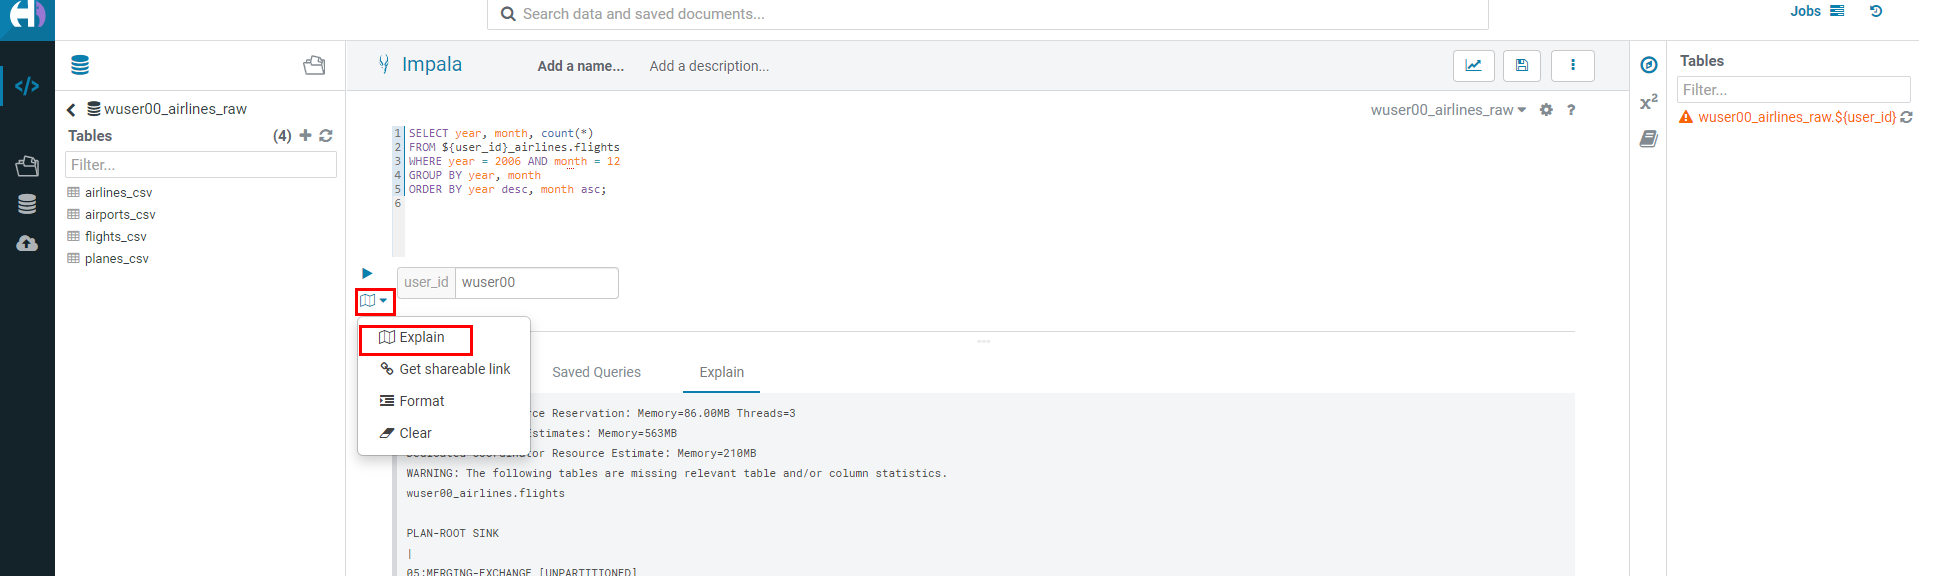 Search data and saved documents...
Jobs
wuser00_airlines_raw
Tables (4)
Filter...
airlines_csv
airports_csv
flights_csv
planes_csv
Impala
Add a name...
Add a description...
wuser00_airlines_raw
?
1 SELECT year, month, count(*)
2 FROM ${user_id}_airlines.flights
3 WHERE year = 2006 AND month = 12
4 GROUP BY year, month
5 ORDER BY year desc, month asc;
6
user_id wuser00
Explain
Get shareable link
Format
Clear
Saved Queries
Explain
rce Reservation: Memory=86.00MB Threads=3
stimates: Memory=563MB
Dedicated Coordinator Resource Estimate: Memory=210MB
WARNING: The following tables are missing relevant table and/or column statistics.
wuser00_airlines.flights
PLAN-ROOT SINK
|
05:MERGING-EXCHANGE [UNPARTITIONED]
x²
Tables
Filter...
wuser00_airlines_raw.${user_id}